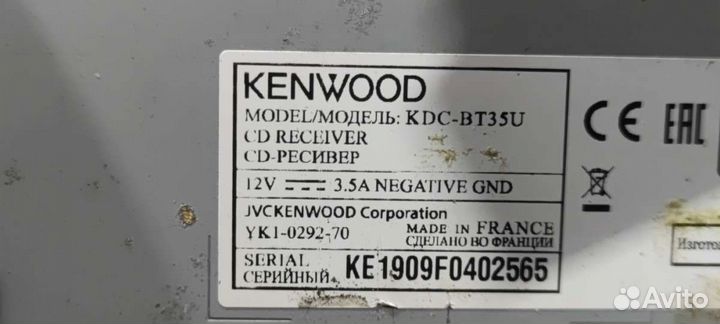 KENWOOD
MODEL/МОДЕЛЬ: KDC-BT35U
CD RECEIVER
CD-РЕСИВЕР
12V 3.5A NEGATIVE GND
JVCKENWOOD Corporation
YK1-0292-70
MADE IN FRANCE
СДЕЛАНО ВО ФРАНЦИИ
SERIAL
СЕРИЙНЫЙ
KE1909F0402565
CE EAC
Avito